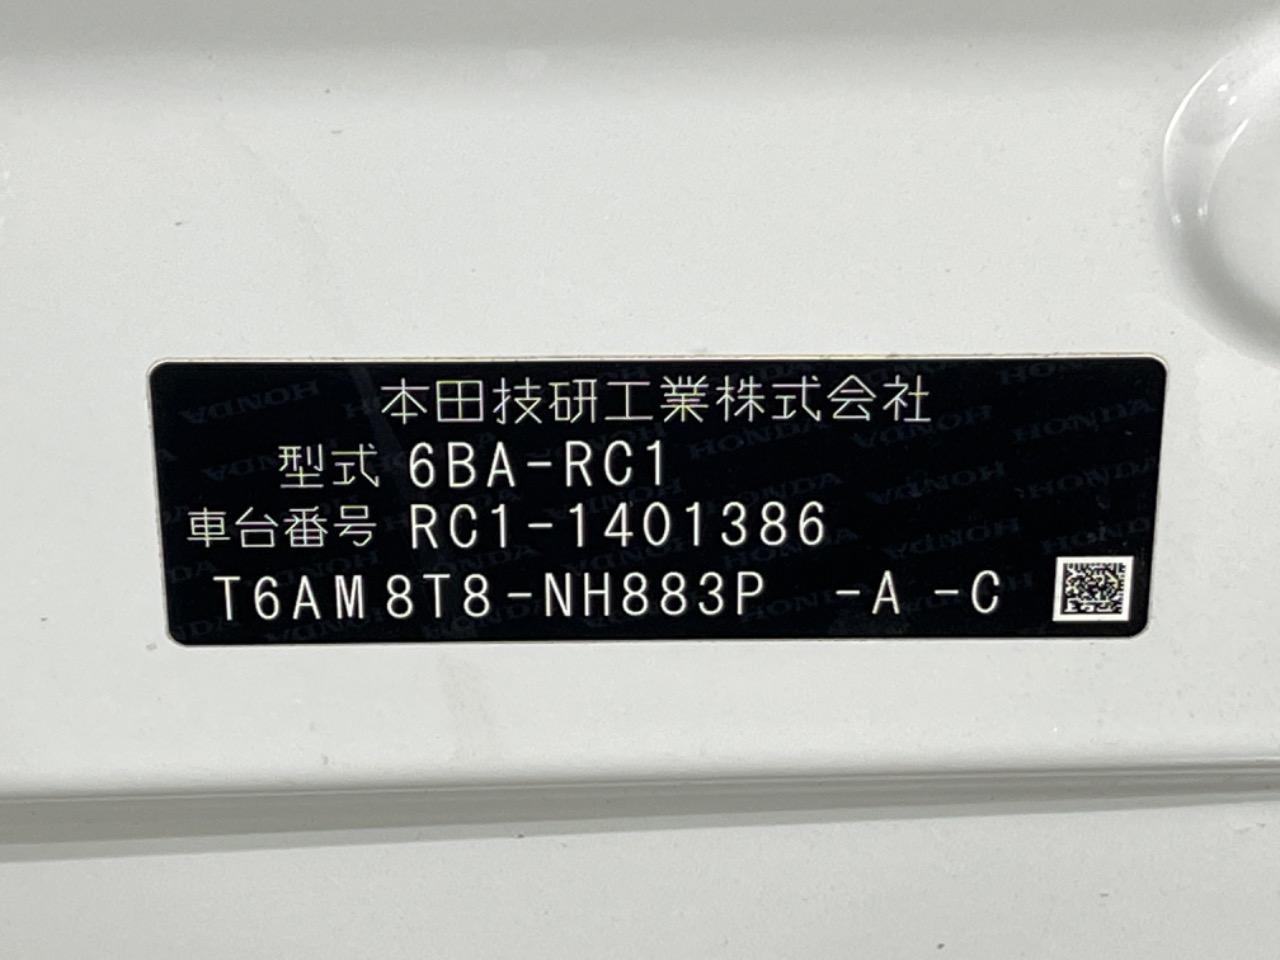 本田技研工業株式会社
型式 6BA-RC1
車台番号 RC1-1401386
T6AM8T8-NH883P -A -C